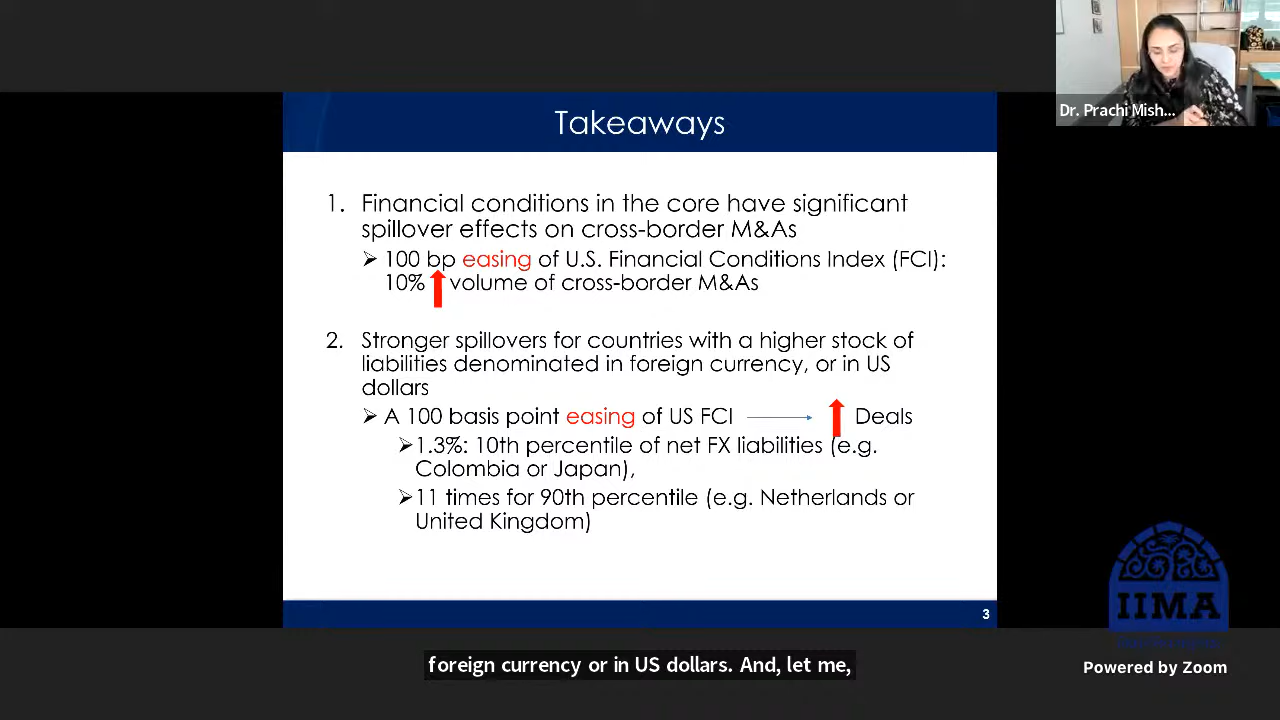 Dr. Prachi Mish...
Takeaways
1. Financial conditions in the core have significant
spillover effects on cross-border M&As
➢ 100 bp easing of U.S. Financial Conditions Index (FCI):
10% volume of cross-border M&As
2. Stronger spillovers for countries with a higher stock of
liabilities denominated in foreign currency, or in US
dollars
➢ A 100 basis point easing of US FCI Deals
➢1.3%: 10th percentile of net FX liabilities (e.g.
Colombia or Japan),
➢11 times for 90th percentile (e.g. Netherlands or
United Kingdom)
3
IIMA
Powered by Zoom
foreign currency or in US dollars. And, let me,